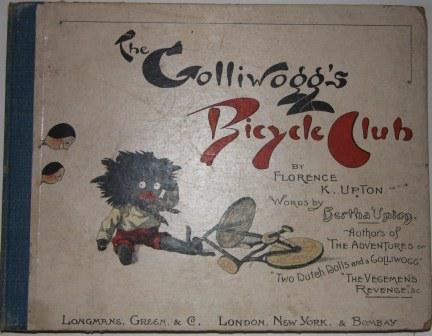 The
Golliwogg's
Bicycle Club
BY
FLORENCE
K. UPTON
WORDS by
Bertha Upton.
Authors of
"THE ADVENTURES OF
"Two Dutch Dolls and a GOLLIWOGG"
"THE VEGEMEN'S
REVENGE," &c.
LONGMANS, GREEN, & Co. LONDON, NEW YORK, & BOMBAY